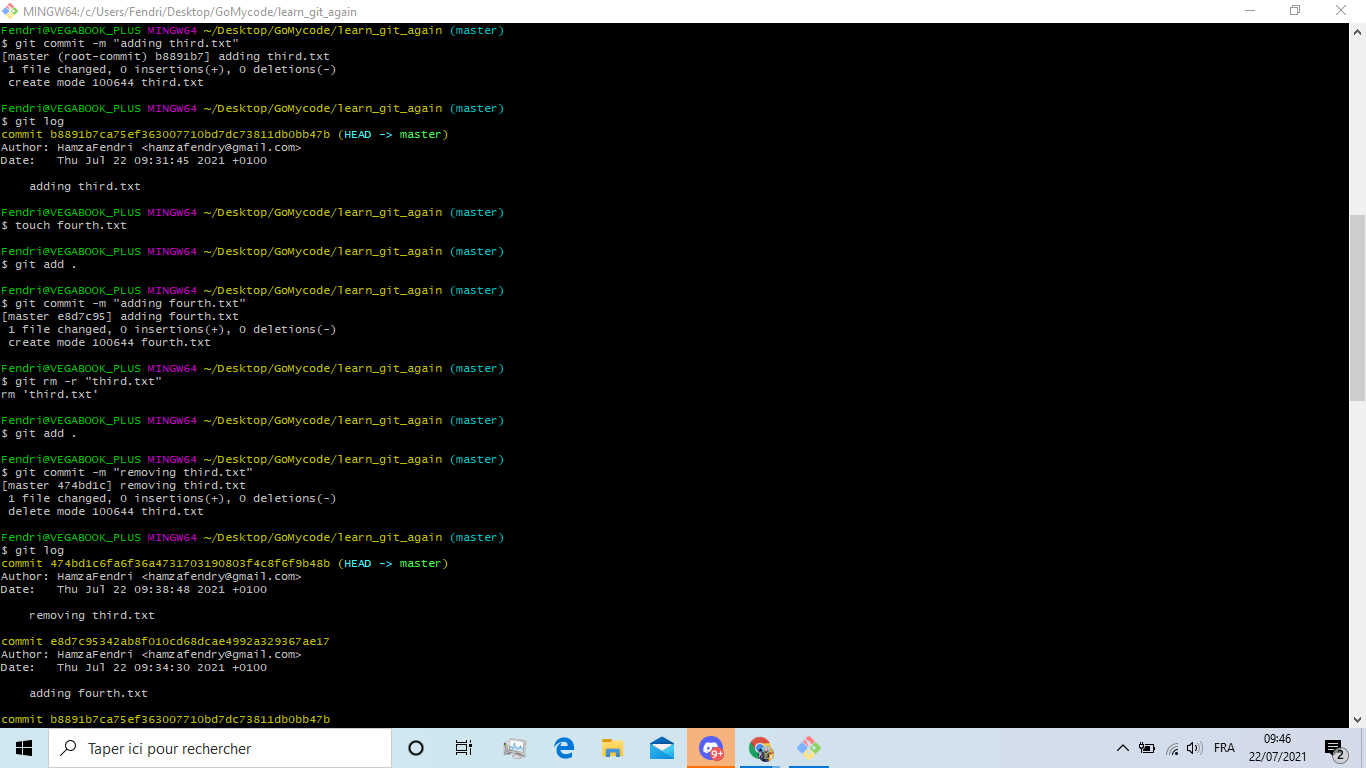 MINGW64:/c/Users/Fendri/Desktop/GoMycode/learn_git_again
Fendri@VEGABOOK_PLUS MINGW64 ~/Desktop/GoMycode/learn_git_again (master)
$ git commit -m "adding third.txt"
[master (root-commit) b8891b7] adding third.txt
 1 file changed, 0 insertions(+), 0 deletions(-)
 create mode 100644 third.txt
Fendri@VEGABOOK_PLUS MINGW64 ~/Desktop/GoMycode/learn_git_again (master)
$ git log
commit b8891b7ca75ef363007710bd7dc73811db0bb47b (HEAD -> master)
Author: HamzaFendri <hamzafendry@gmail.com>
Date:   Thu Jul 22 09:31:45 2021 +0100
    adding third.txt
Fendri@VEGABOOK_PLUS MINGW64 ~/Desktop/GoMycode/learn_git_again (master)
$ touch fourth.txt
Fendri@VEGABOOK_PLUS MINGW64 ~/Desktop/GoMycode/learn_git_again (master)
$ git add .
Fendri@VEGABOOK_PLUS MINGW64 ~/Desktop/GoMycode/learn_git_again (master)
$ git commit -m "adding fourth.txt"
[master e8d7c95] adding fourth.txt
 1 file changed, 0 insertions(+), 0 deletions(-)
 create mode 100644 fourth.txt
Fendri@VEGABOOK_PLUS MINGW64 ~/Desktop/GoMycode/learn_git_again (master)
$ git rm -r "third.txt"
rm 'third.txt'
Fendri@VEGABOOK_PLUS MINGW64 ~/Desktop/GoMycode/learn_git_again (master)
$ git add .
Fendri@VEGABOOK_PLUS MINGW64 ~/Desktop/GoMycode/learn_git_again (master)
$ git commit -m "removing third.txt"
[master 474bd1c] removing third.txt
 1 file changed, 0 insertions(+), 0 deletions(-)
 delete mode 100644 third.txt
Fendri@VEGABOOK_PLUS MINGW64 ~/Desktop/GoMycode/learn_git_again (master)
$ git log
commit 474bd1c6fa6f36a4731703190803f4c8f6f9b48b (HEAD -> master)
Author: HamzaFendri <hamzafendry@gmail.com>
Date:   Thu Jul 22 09:38:48 2021 +0100
    removing third.txt
commit e8d7c95342ab8f010cd68dcae4992a329367ae17
Author: HamzaFendri <hamzafendry@gmail.com>
Date:   Thu Jul 22 09:34:30 2021 +0100
    adding fourth.txt
commit b8891b7ca75ef363007710bd7dc73811db0bb47b
Taper ici pour rechercher
9+
FRA
09:46
22/07/2021
2